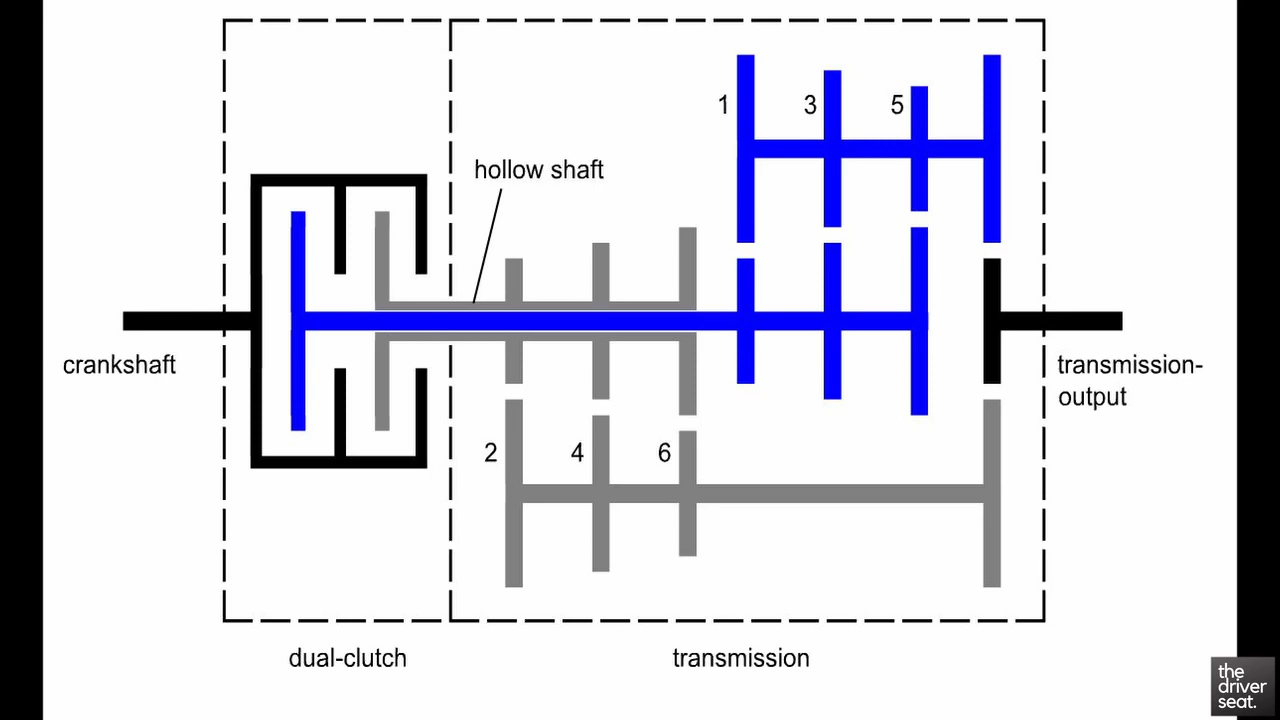 1
3
5
hollow shaft
crankshaft
transmission-
output
2
4
6
dual-clutch
transmission
the
driver
seat.